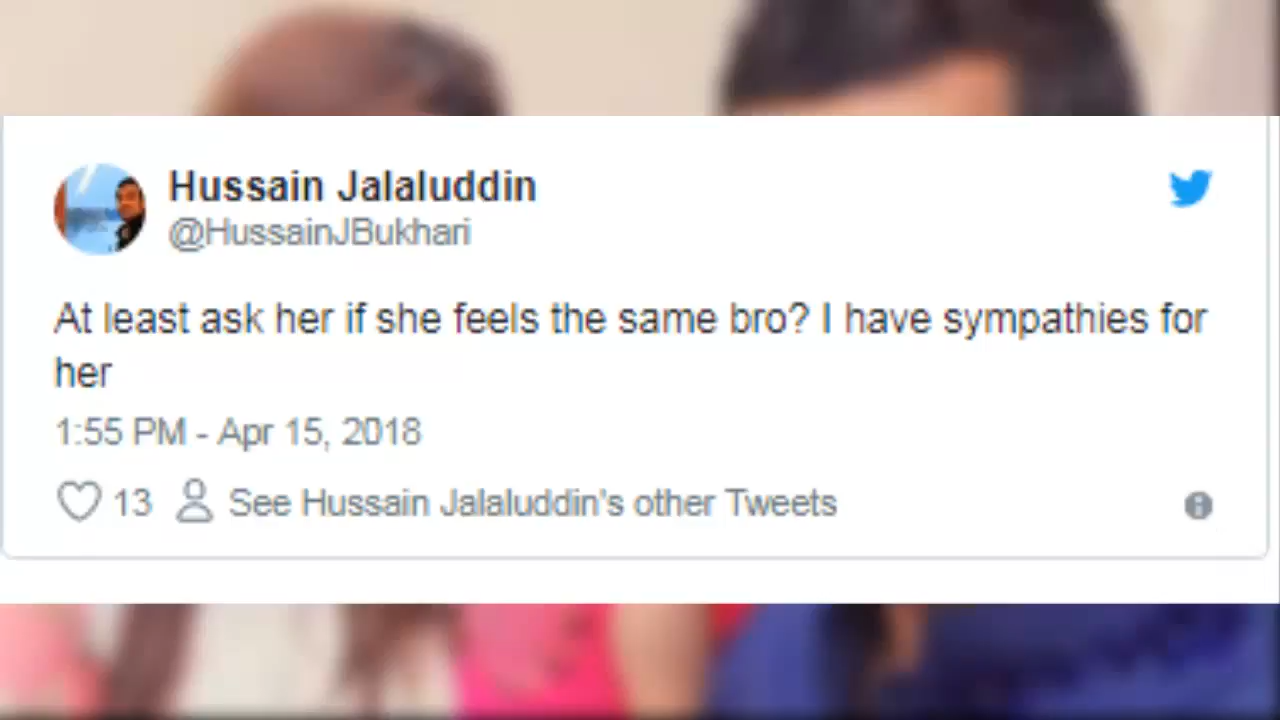 Hussain Jalaluddin
@HussainJBukhari
At least ask her if she feels the same bro? I have sympathies for
her
1:55 PM - Apr 15, 2018
13 See Hussain Jalaluddin's other Tweets